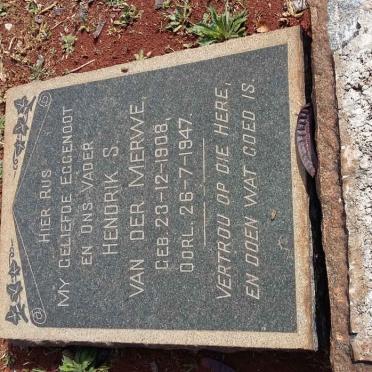 HIER RUS
MY GELIEFDE EGGENOOT
EN ONS VADER
HENDRIK S.
VAN DER MERWE,
GEB. 23-12-1908,
OORL. 26-7-1947.
VERTROU OP DIE HERE,
EN DOEN WAT GOED IS.